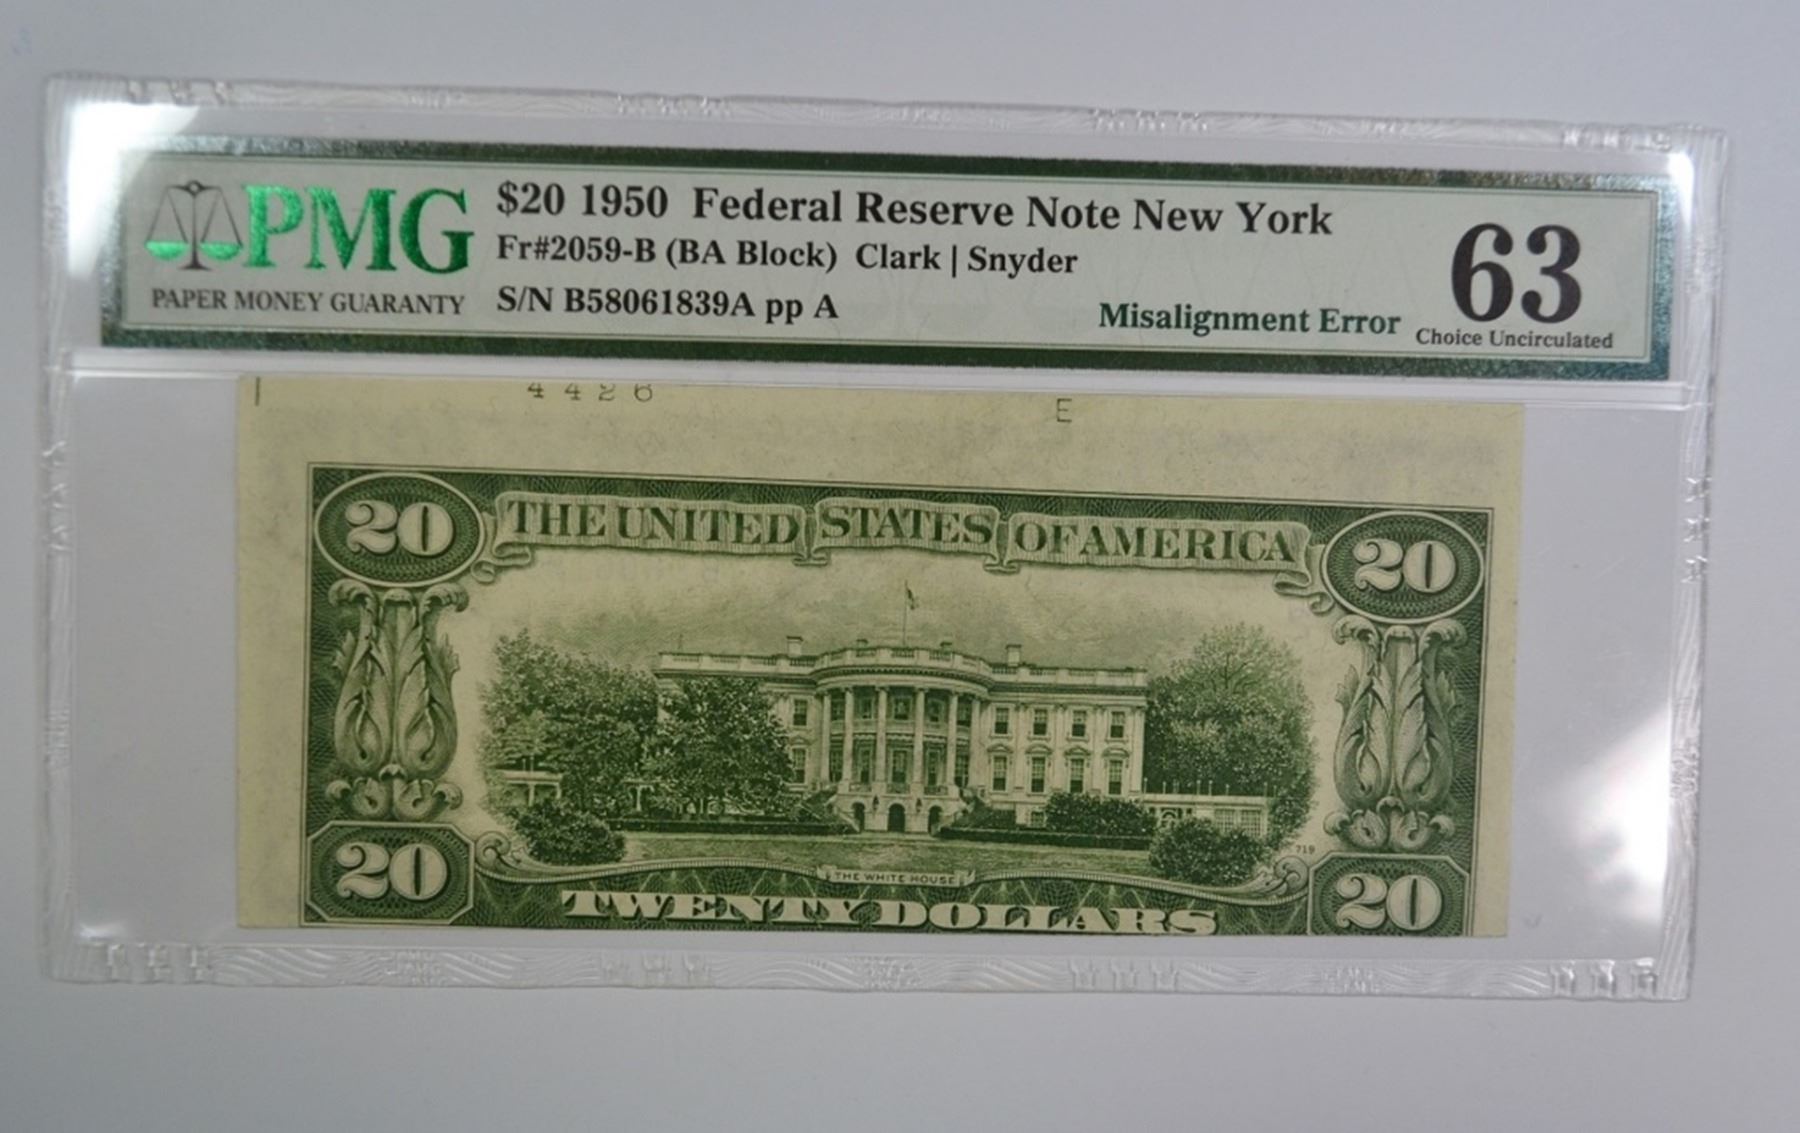 PMG
PAPER MONEY GUARANTY
$20 1950 Federal Reserve Note New York
Fr#2059-B (BA Block) Clark | Snyder
S/N B58061839A pp A
Misalignment Error
63
Choice Uncirculated
4426
E
20 THE UNITED STATES OF AMERICA 20
719
THE WHITE HOUSE
20 TWENTY DOLLARS 20